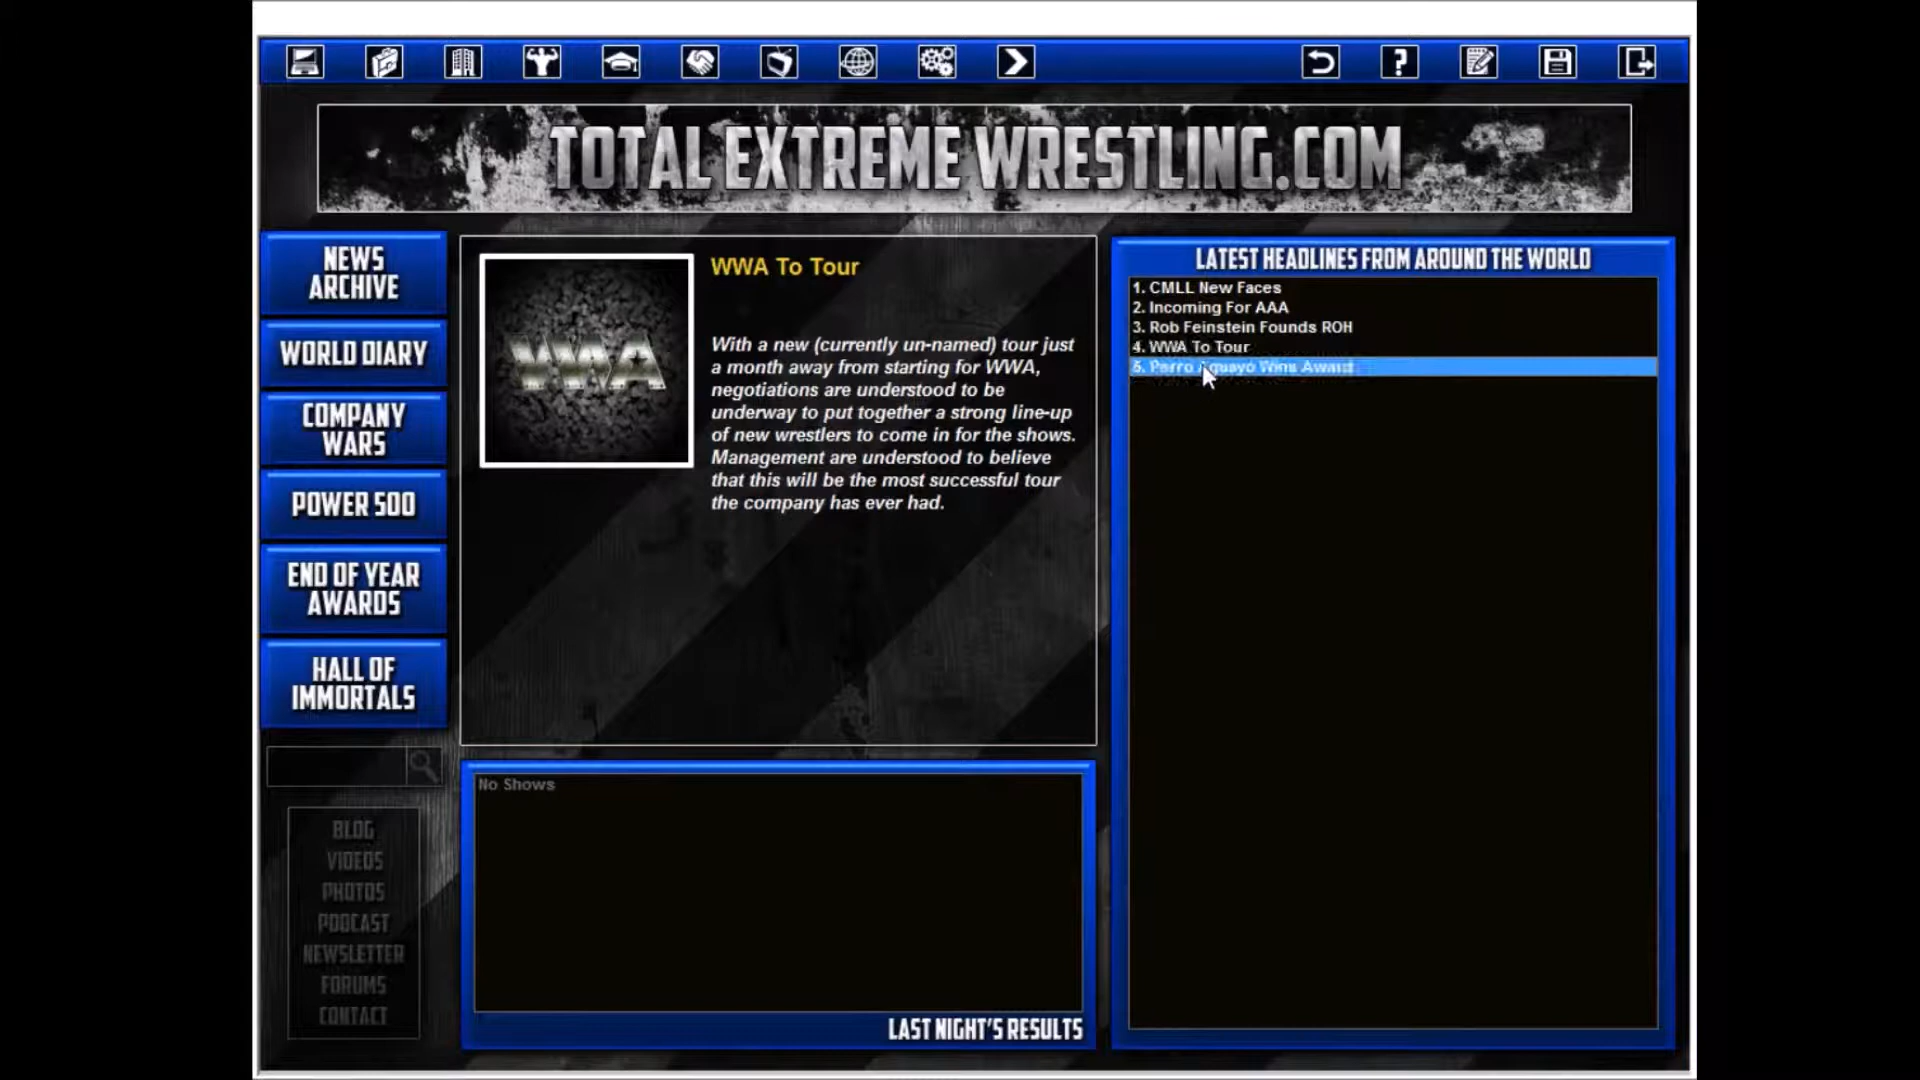 TOTAL EXTREME WRESTLING.COM
NEWS
ARCHIVE
WORLD DIARY
COMPANY
WARS
POWER 500
END OF YEAR
AWARDS
HALL OF
IMMORTALS
BLOG
VIDEOS
PHOTOS
PODCAST
NEWSLETTER
FORUMS
CONTACT
WWA
WWA To Tour
With a new (currently un-named) tour just
a month away from starting for WWA,
negotiations are understood to be
underway to put together a strong line-up
of new wrestlers to come in for the shows.
Management are understood to believe
that this will be the most successful tour
the company has ever had.
No Shows
LAST NIGHT'S RESULTS
LATEST HEADLINES FROM AROUND THE WORLD
1. CMLL New Faces
2. Incoming For AAA
3. Rob Feinstein Founds ROH
4. WWA To Tour
5. Perro Aguayo Wins Award